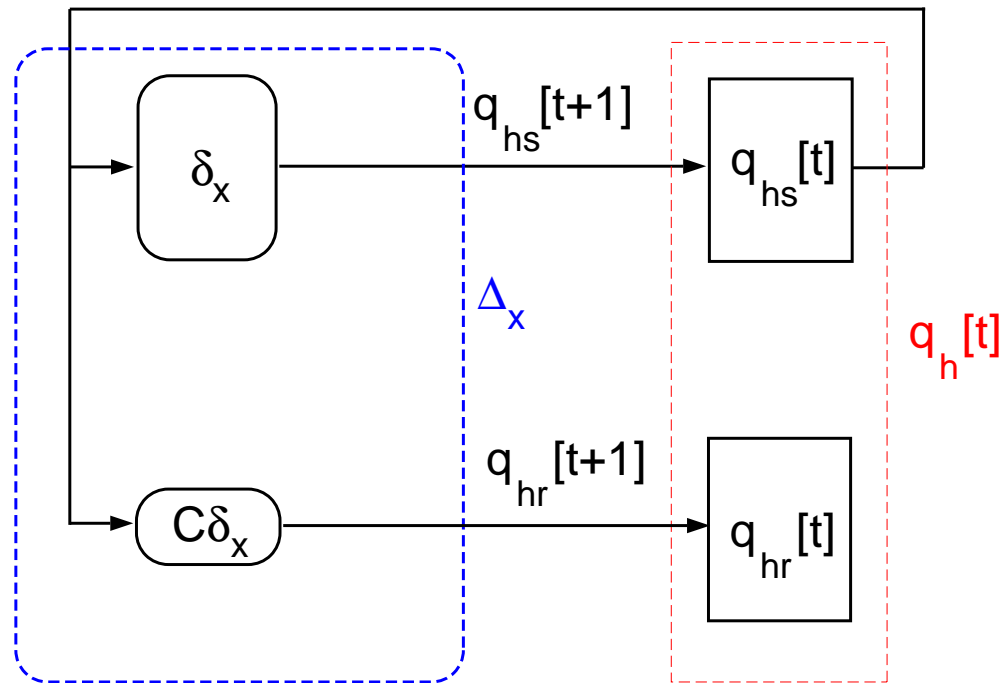 q_hs[t+1]
δ_x
q_hs[t]
Δ_x
q_h[t]
q_hr[t+1]
Cδ_x
q_hr[t]